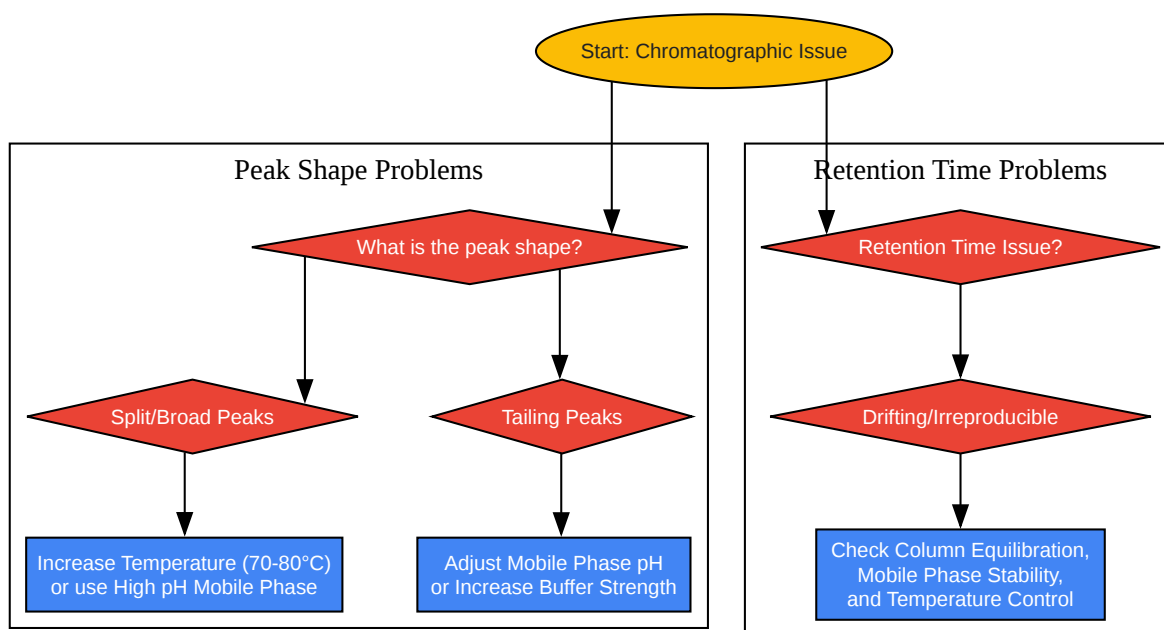 Start: Chromatographic Issue
Peak Shape Problems
What is the peak shape?
Split/Broad Peaks
Tailing Peaks
Increase Temperature (70-80°C)
or use High pH Mobile Phase
Adjust Mobile Phase pH
or Increase Buffer Strength
Retention Time Problems
Retention Time Issue?
Drifting/Irreproducible
Check Column Equilibration,
Mobile Phase Stability,
and Temperature Control